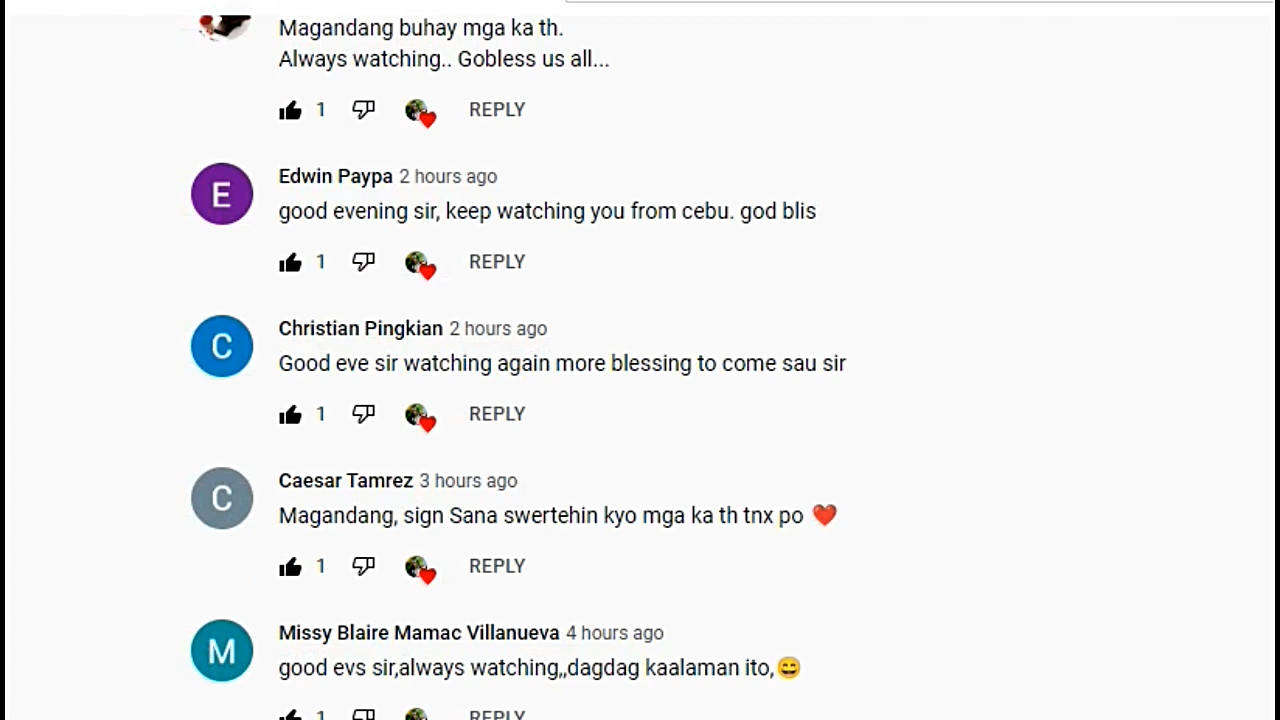 Magandang buhay mga ka th.
Always watching.. Gobless us all...
1 REPLY
E
Edwin Paypa 2 hours ago
good evening sir, keep watching you from cebu. god blis
1 REPLY
C
Christian Pingkian 2 hours ago
Good eve sir watching again more blessing to come sau sir
1 REPLY
C
Caesar Tamrez 3 hours ago
Magandang, sign Sana swertehin kyo mga ka th tnx po ❤️
1 REPLY
M
Missy Blaire Mamac Villanueva 4 hours ago
good evs sir,always watching,,dagdag kaalaman ito,😄
1 REPLY